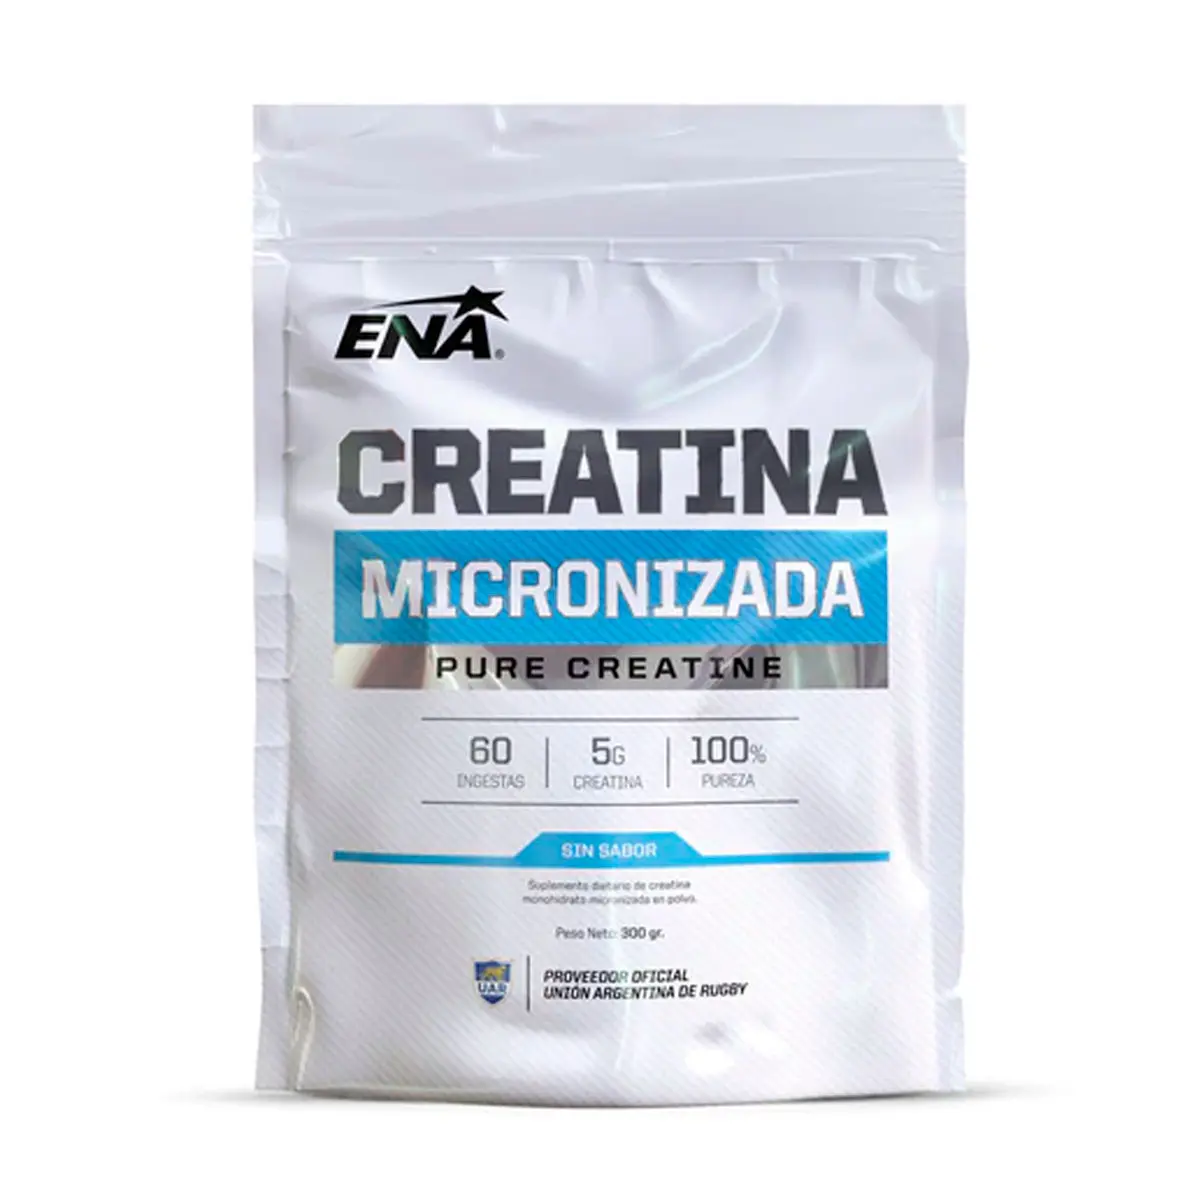 ENA®
CREATINA
MICRONIZADA
PURE CREATINE
60 5G 100%
INGESTAS CREATINA PUREZA
SIN SABOR
Suplemento dietario de creatina
monohidrato micronizada en polvo.
Peso Neto: 300 gr.
UAR
PROVEEDOR OFICIAL
UNIÓN ARGENTINA DE RUGBY